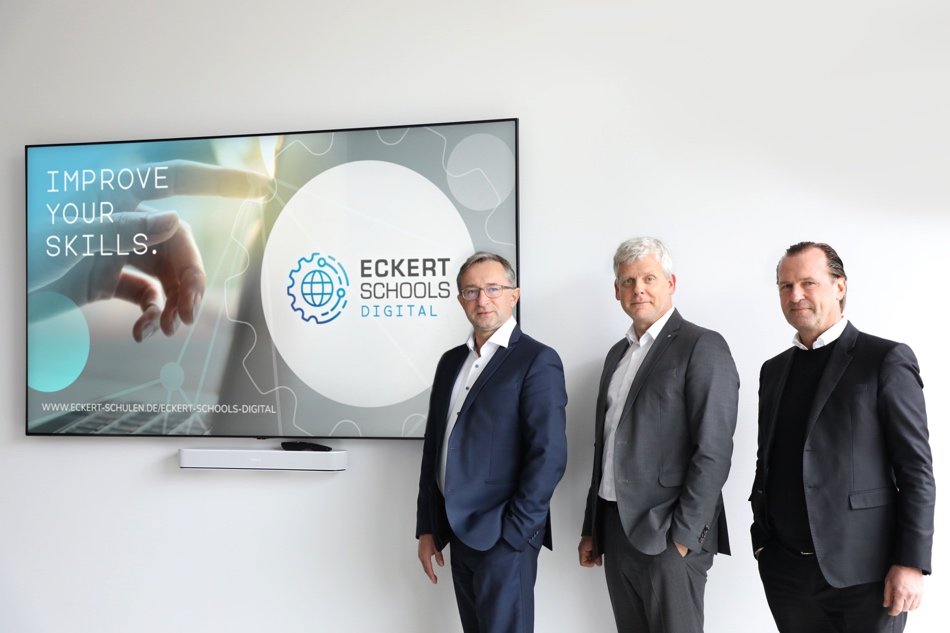 IMPROVE
YOUR
SKILLS.
ECKERT
SCHOOLS
DIGITAL
WWW.ECKERT-SCHULEN.DE/ECKERT-SCHOOLS-DIGITAL